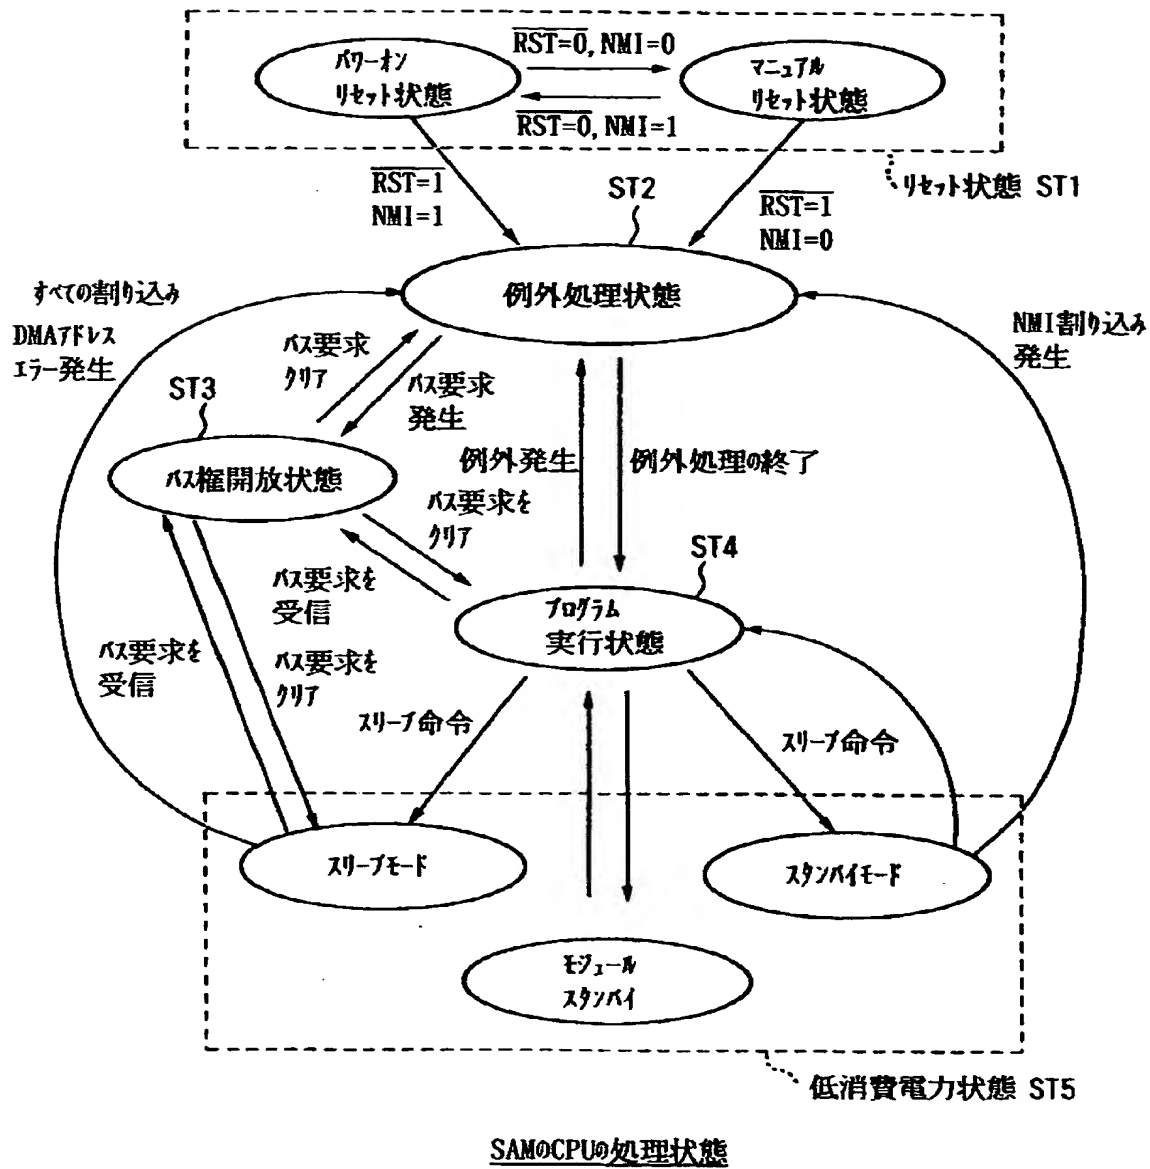 RST=0, NMI=0
パワーオン
リセット状態
マニュアル
リセット状態
RST=0, NMI=1
リセット状態 ST1
RST=1
NMI=1
ST2
RST=1
NMI=0
すべての割り込み
DMAアドレス
エラー発生
例外処理状態
NMI割り込み
発生
バス要求
クリア
バス要求
発生
ST3
例外発生
例外処理の終了
バス権開放状態
バス要求を
クリア
ST4
バス要求を
受信
プログラム
実行状態
バス要求を
受信
バス要求を
クリア
スリープ命令
スリープ命令
スリープモード
スタンバイモード
モジュール
スタンバイ
低消費電力状態 ST5
SAMのCPUの処理状態